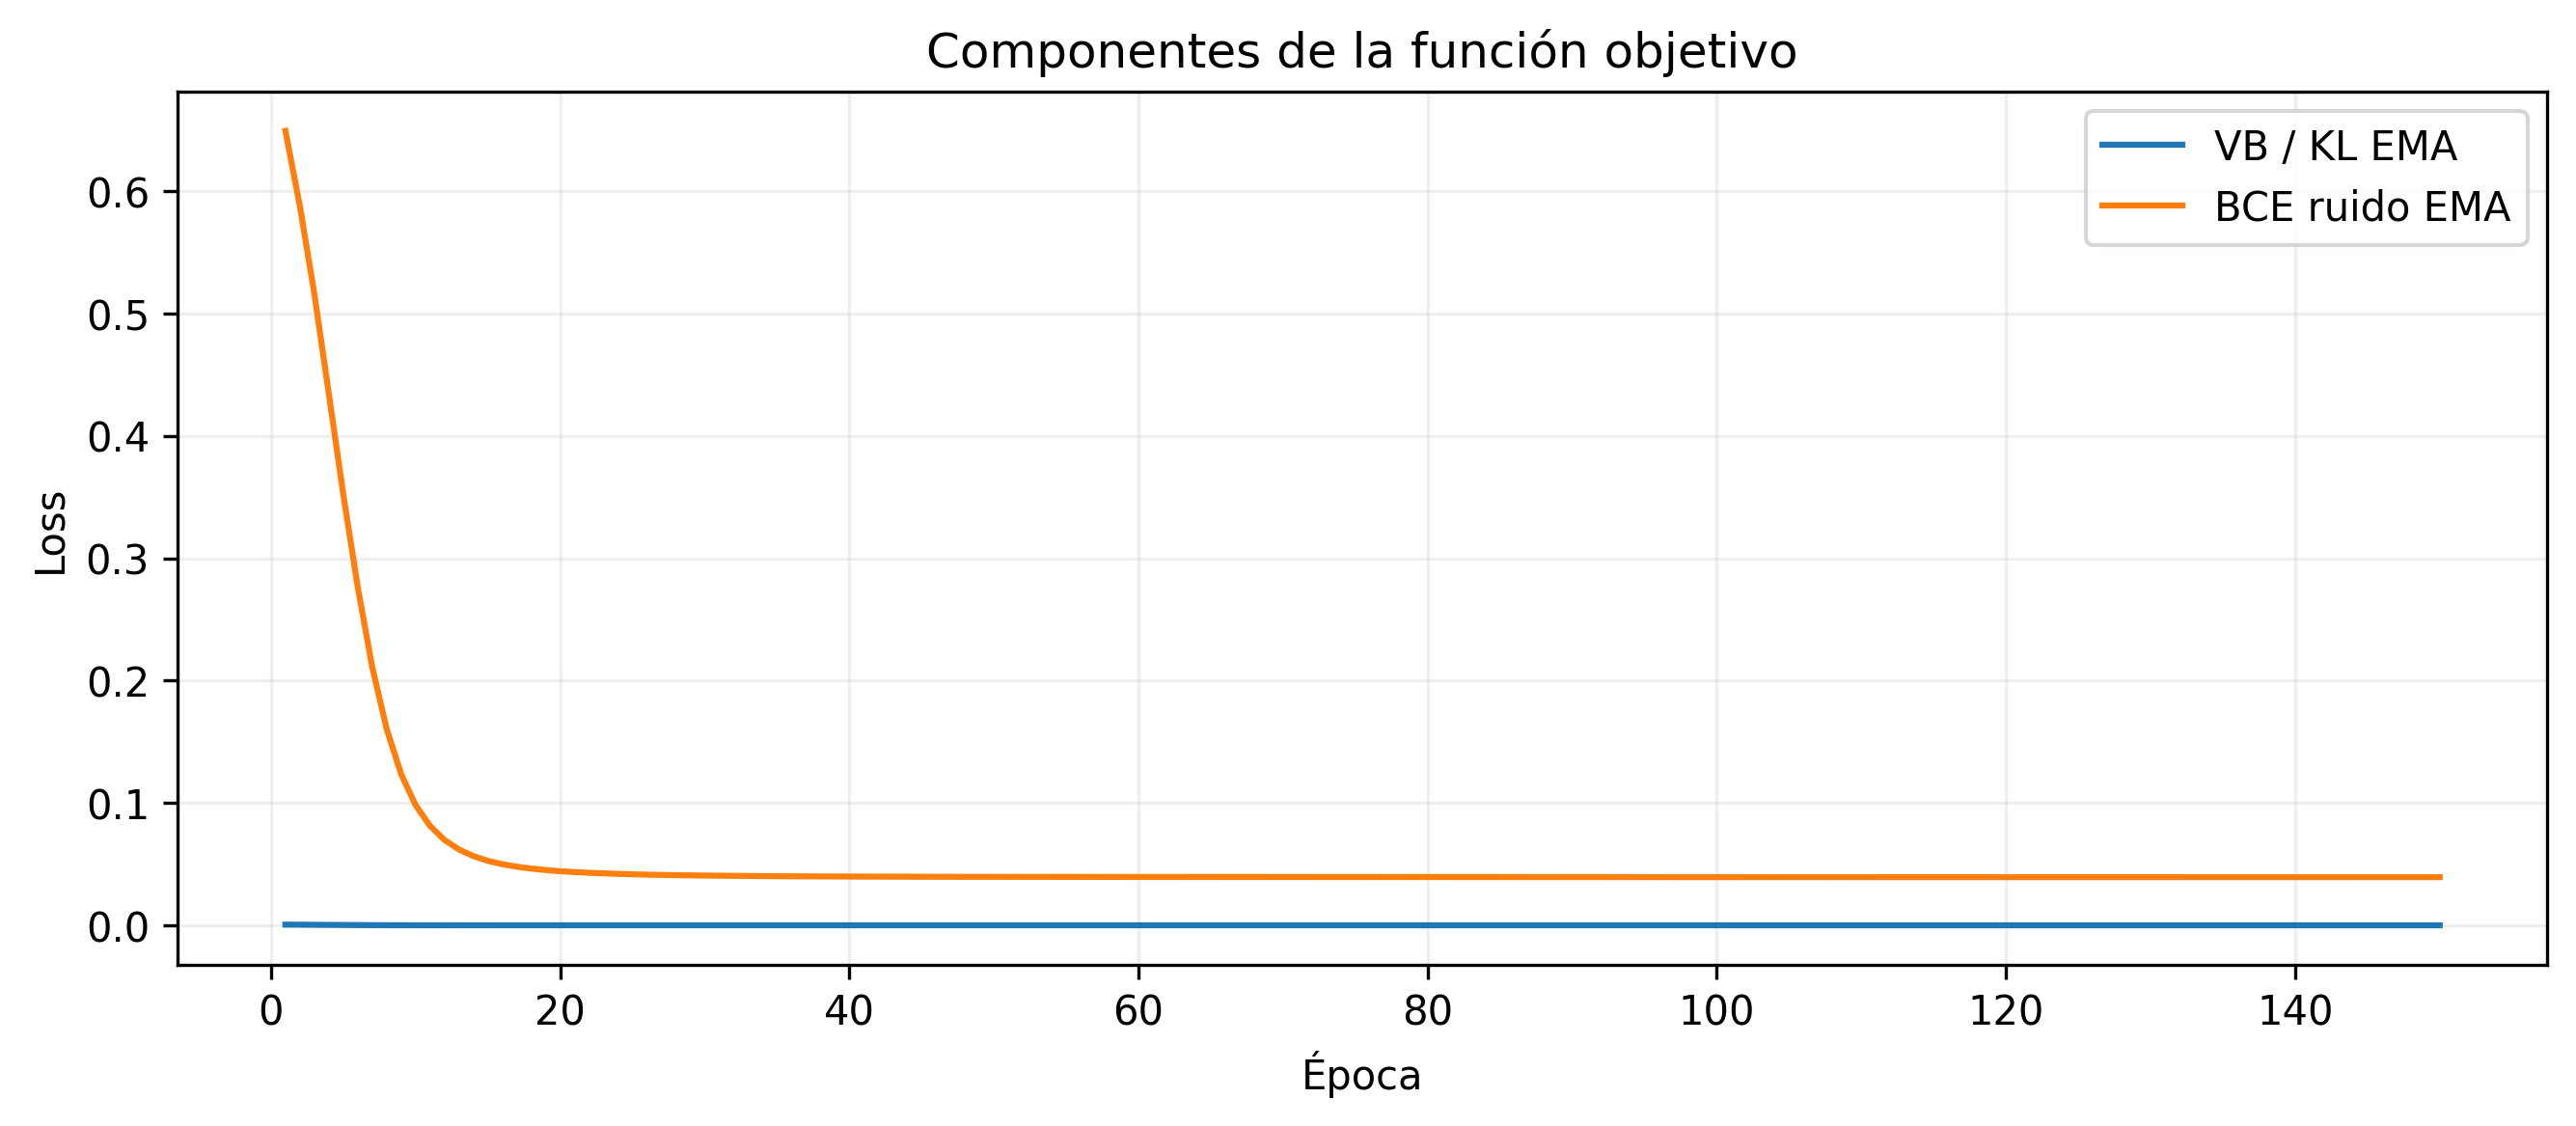 Componentes de la función objetivo
VB / KL EMA
BCE ruido EMA
Loss
0.6
0.5
0.4
0.3
0.2
0.1
0.0
0 20 40 60 80 100 120 140
Época